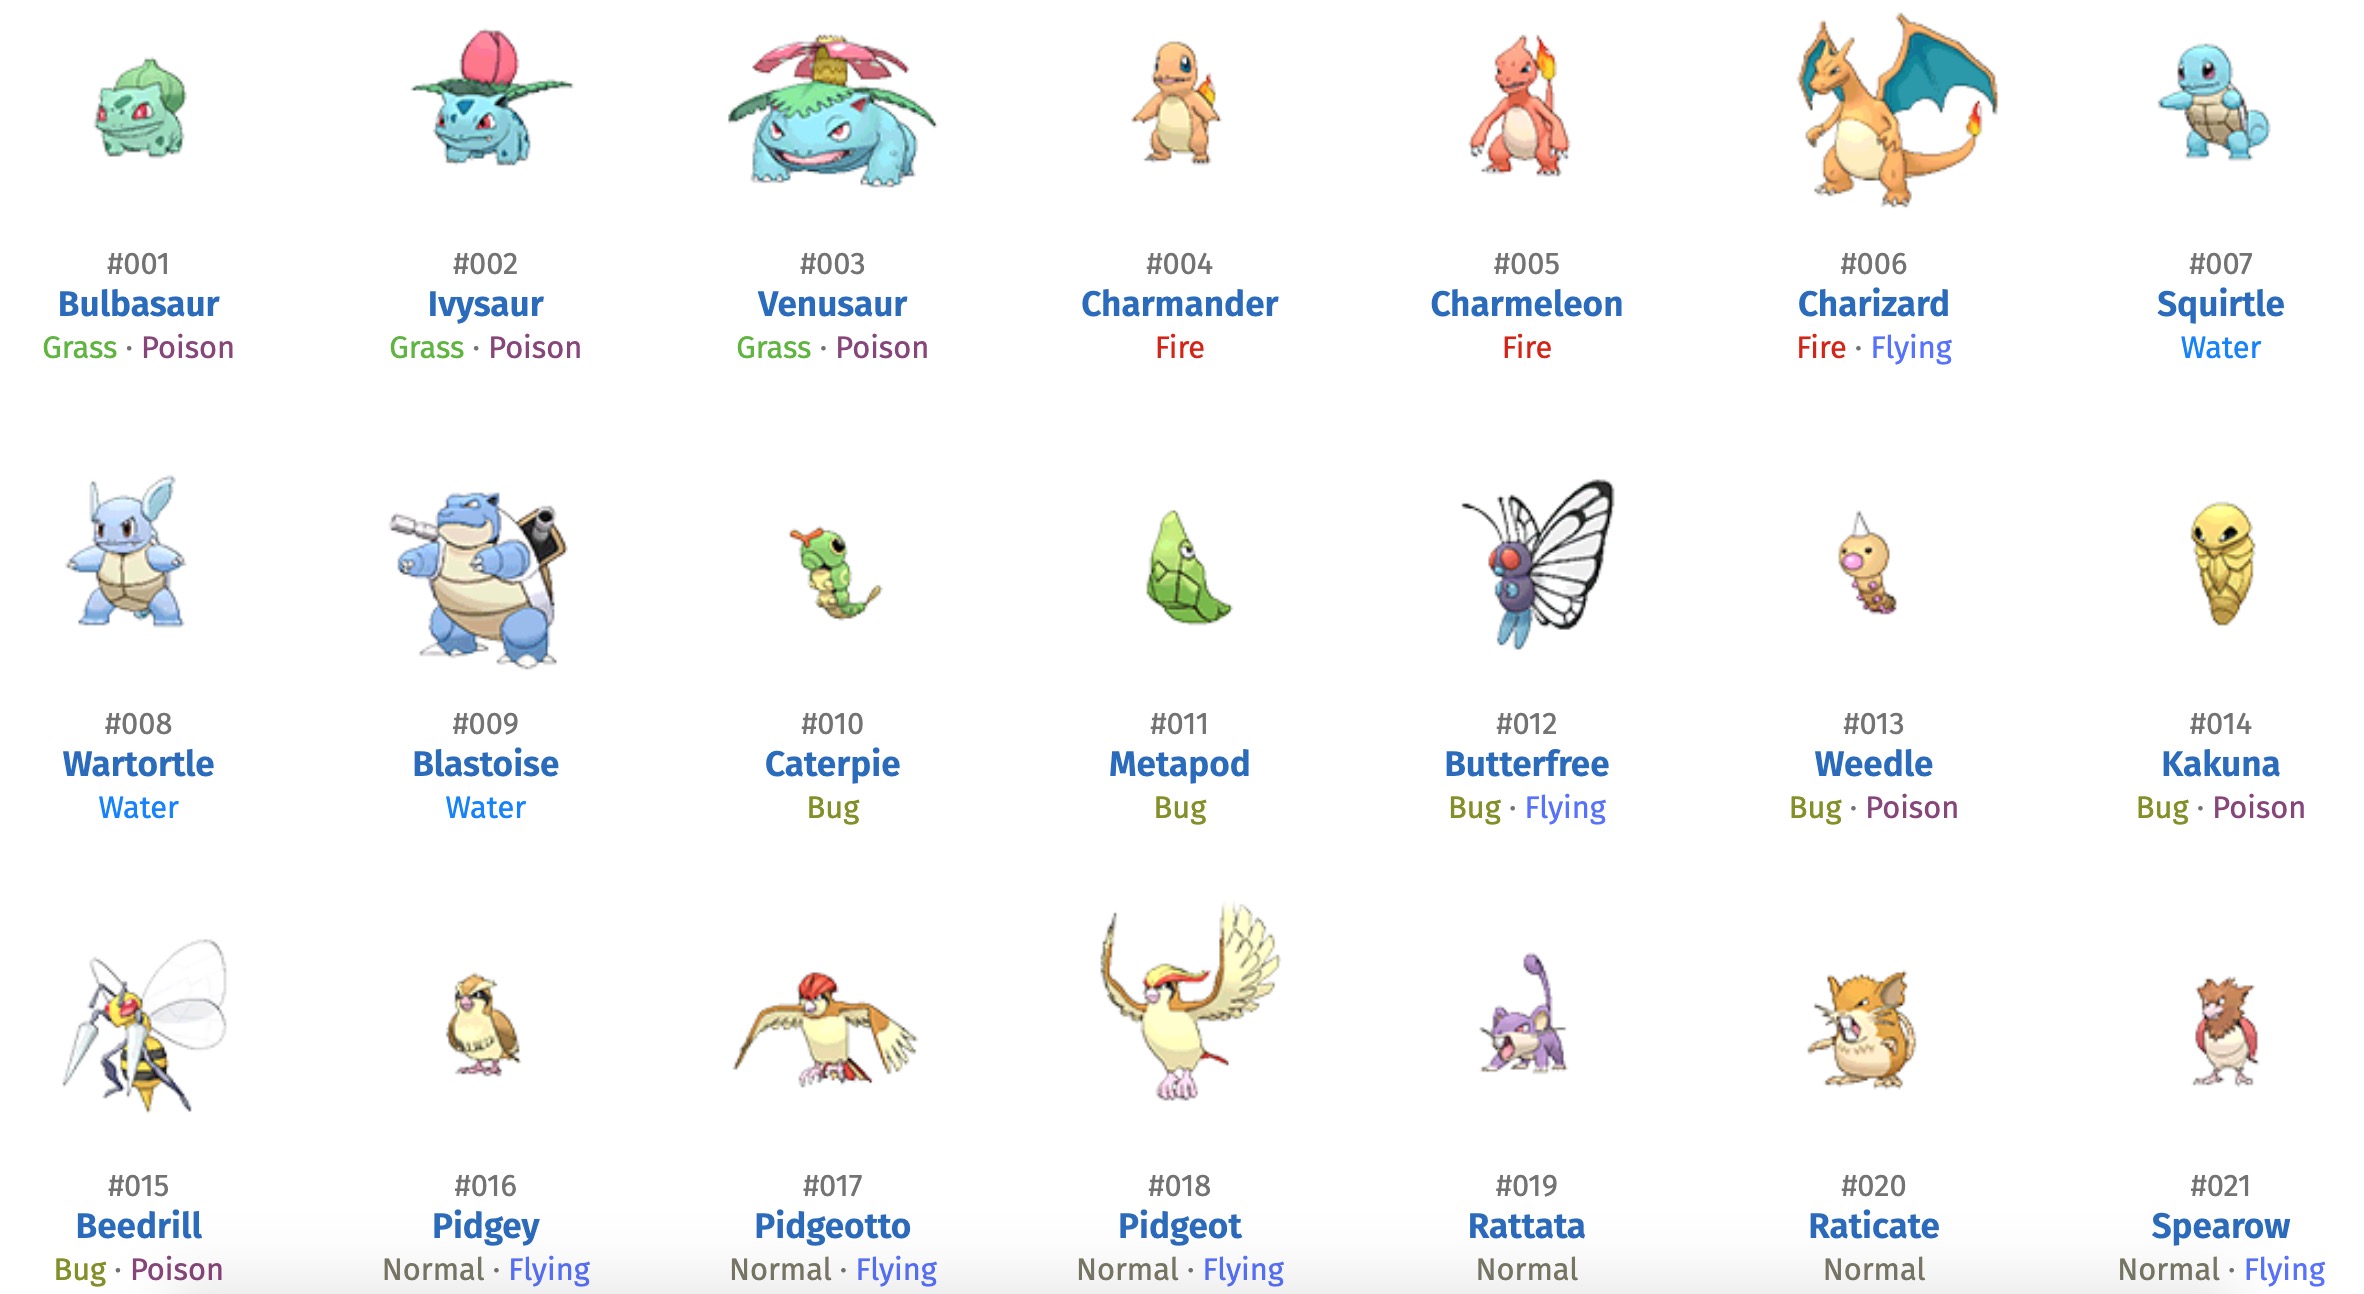 #001 #002 #003 #004 #005 #006 #007
Bulbasaur Ivysaur Venusaur Charmander Charmeleon Charizard Squirtle
Grass · Poison Grass · Poison Grass · Poison Fire Fire Fire · Flying Water
#008 #009 #010 #011 #012 #013 #014
Wartortle Blastoise Caterpie Metapod Butterfree Weedle Kakuna
Water Water Bug Bug Bug · Flying Bug · Poison Bug · Poison
#015 #016 #017 #018 #019 #020 #021
Beedrill Pidgey Pidgeotto Pidgeot Rattata Raticate Spearow
Bug · Poison Normal · Flying Normal · Flying Normal · Flying Normal Normal Normal · Flying